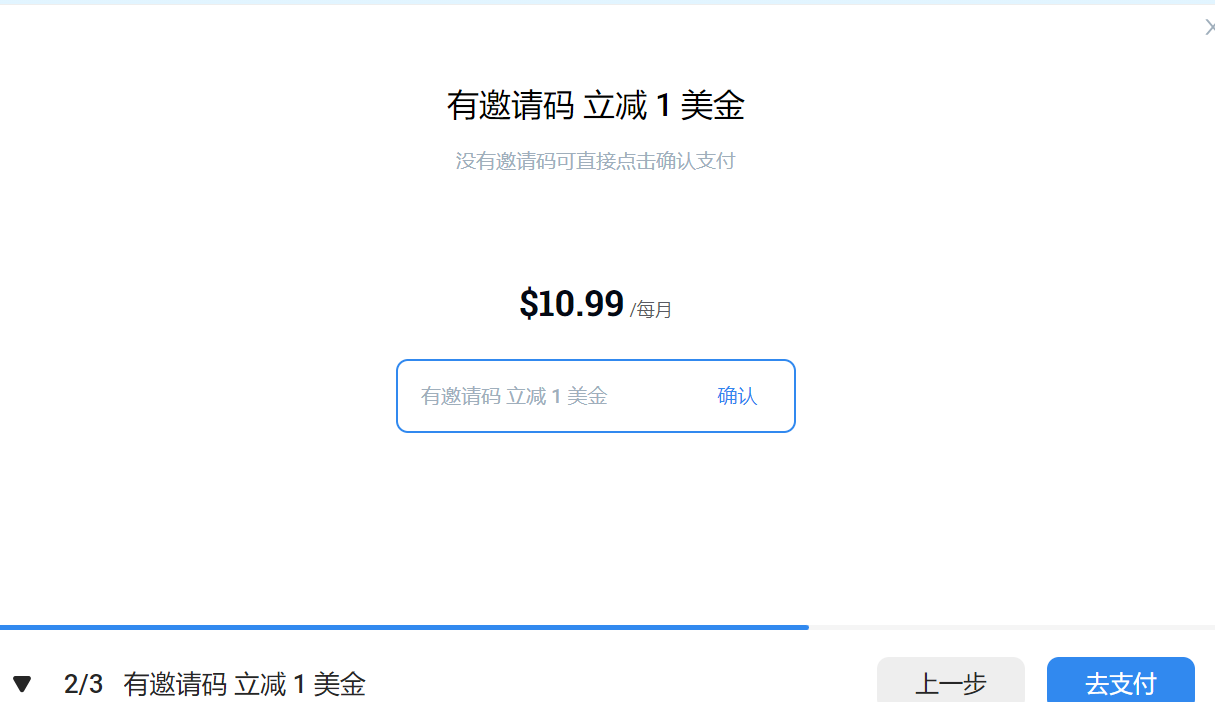 有邀请码 立减 1 美金
没有邀请码可直接点击确认支付
$10.99 /每月
有邀请码 立减 1 美金 确认
2/3 有邀请码 立减 1 美金 上一步 去支付